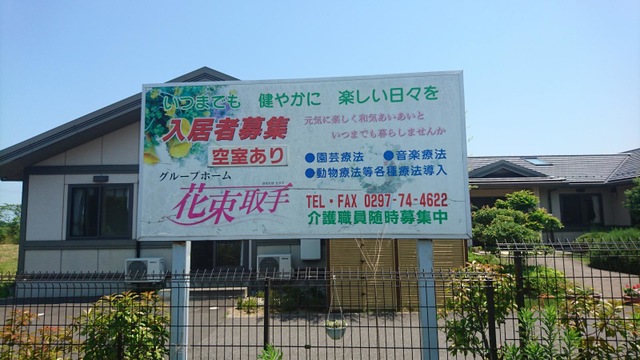 いつまでも 健やかに 楽しい日々を
入居者募集
空室あり
元気に楽しく和気あいあいと
いつまでも暮らしませんか
●園芸療法 ●音楽療法
●動物療法等各種療法導入
グループホーム
花束取手
TEL・FAX 0297-74-4622
介護職員随時募集中